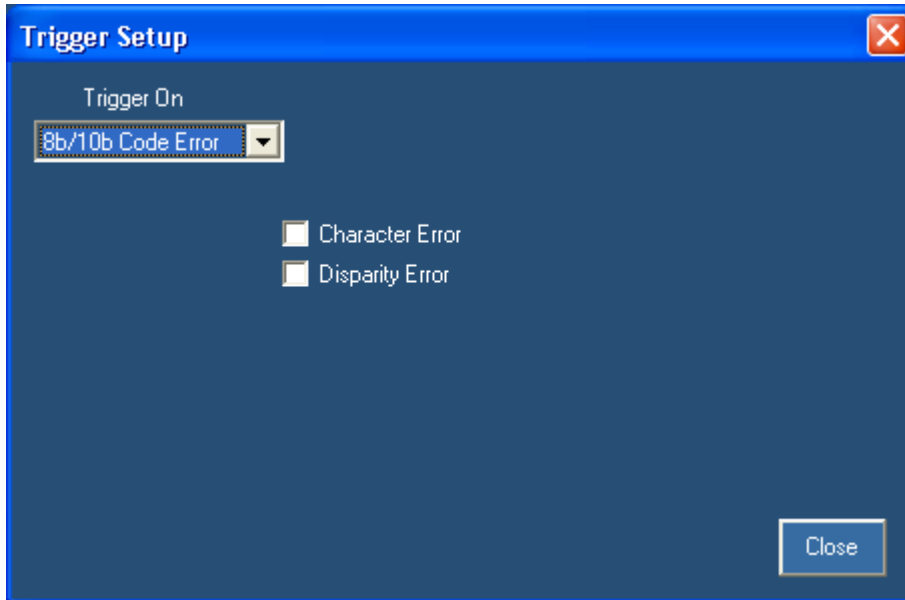 Trigger Setup
Trigger On
8b/10b Code Error
Character Error
Disparity Error
Close